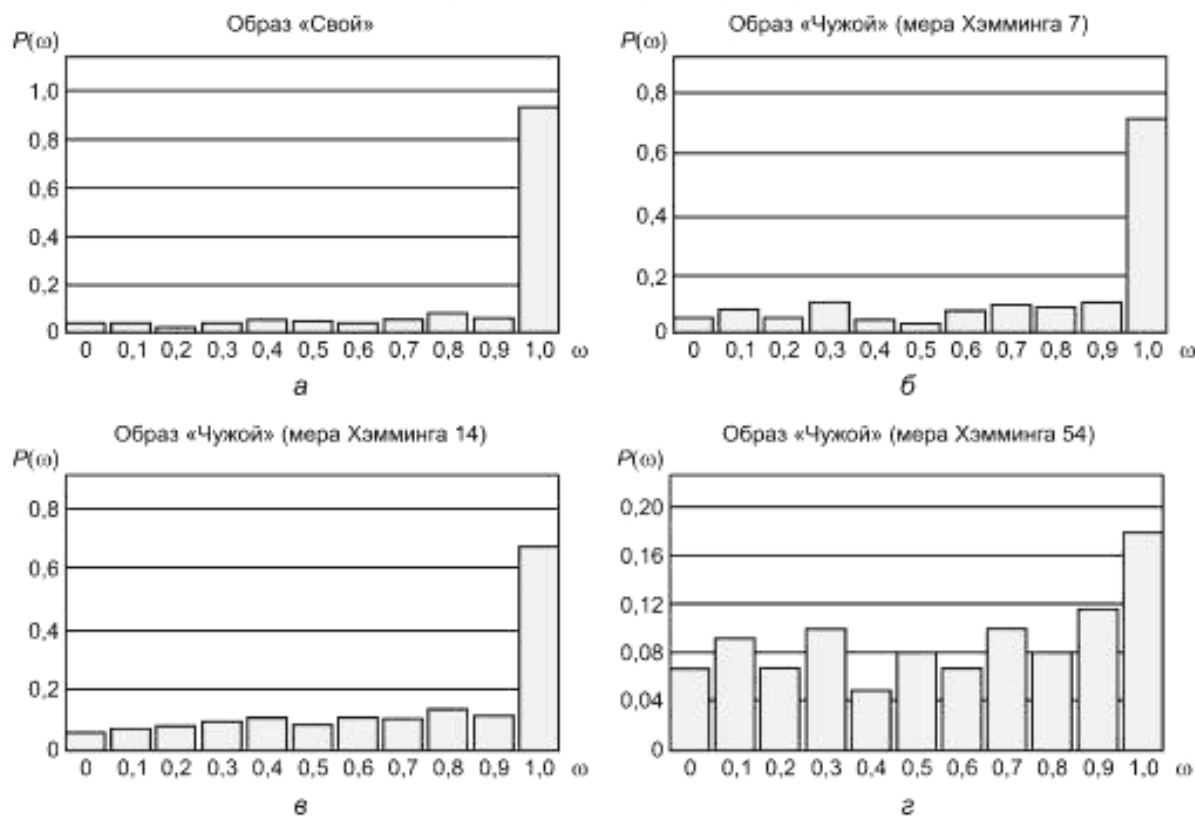 Образ «Свой»
P(ω)
1,0
0,8
0,6
0,4
0,2
0
0 0,1 0,2 0,3 0,4 0,5 0,6 0,7 0,8 0,9 1,0 ω
а
Образ «Чужой» (мера Хэмминга 7)
P(ω)
0,8
0,6
0,4
0,2
0
0 0,1 0,2 0,3 0,4 0,5 0,6 0,7 0,8 0,9 1,0 ω
б
Образ «Чужой» (мера Хэмминга 14)
P(ω)
0,8
0,6
0,4
0,2
0
0 0,1 0,2 0,3 0,4 0,5 0,6 0,7 0,8 0,9 1,0 ω
в
Образ «Чужой» (мера Хэмминга 54)
P(ω)
0,20
0,16
0,12
0,08
0,04
0
0 0,1 0,2 0,3 0,4 0,5 0,6 0,7 0,8 0,9 1,0 ω
г